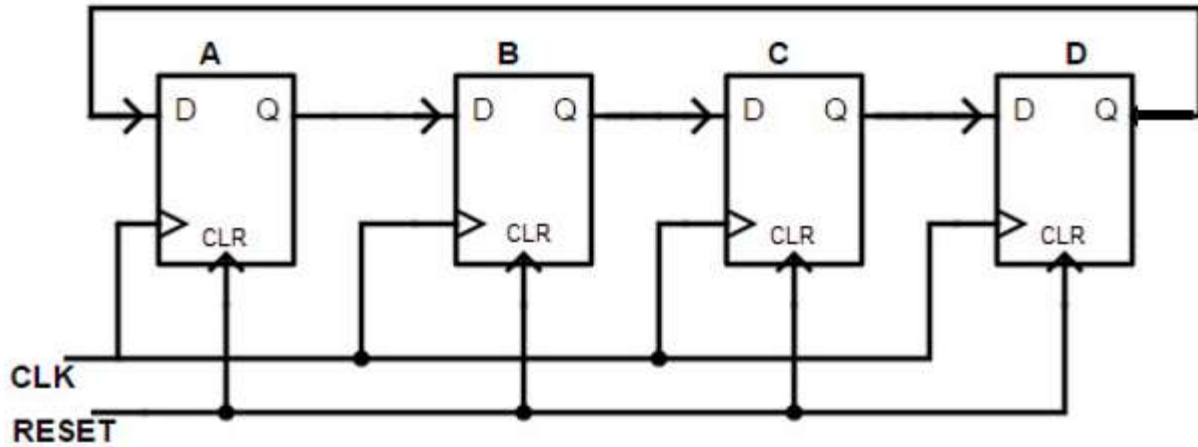 A B C D
D Q D Q D Q D Q
CLR CLR CLR CLR
CLK
RESET